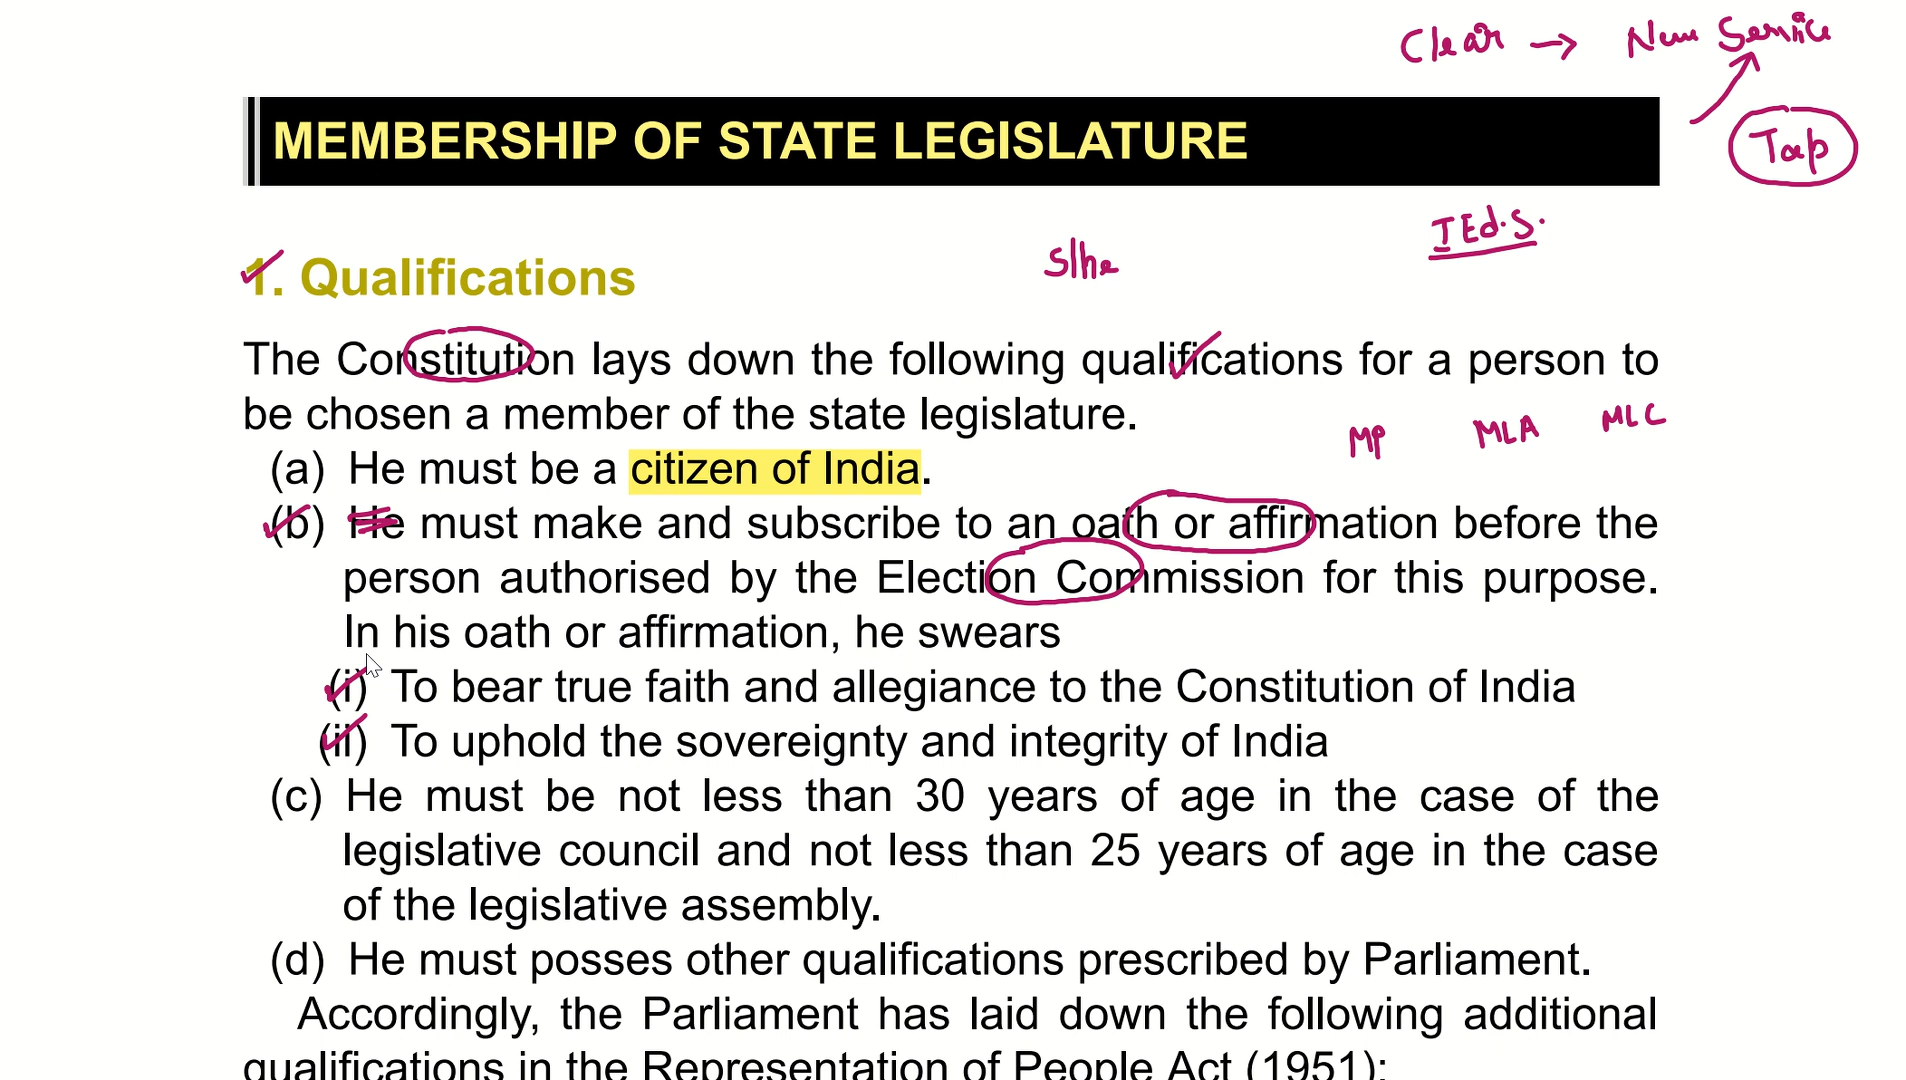 Clear → New Service
MEMBERSHIP OF STATE LEGISLATURE
Tap
I Ed.S.
S/he
1. Qualifications
The Constitution lays down the following qualifications for a person to
be chosen a member of the state legislature.
MP MLA MLC
(a) He must be a citizen of India.
(b) He must make and subscribe to an oath or affirmation before the
person authorised by the Election Commission for this purpose.
In his oath or affirmation, he swears
(i) To bear true faith and allegiance to the Constitution of India
(ii) To uphold the sovereignty and integrity of India
(c) He must be not less than 30 years of age in the case of the
legislative council and not less than 25 years of age in the case
of the legislative assembly.
(d) He must posses other qualifications prescribed by Parliament.
Accordingly, the Parliament has laid down the following additional
qualifications in the Representation of People Act (1951):